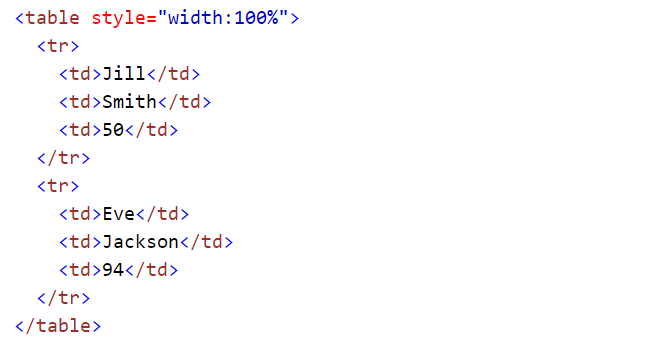 <table style="width:100%">
  <tr>
    <td>Jill</td>
    <td>Smith</td>
    <td>50</td>
  </tr>
  <tr>
    <td>Eve</td>
    <td>Jackson</td>
    <td>94</td>
  </tr>
</table>